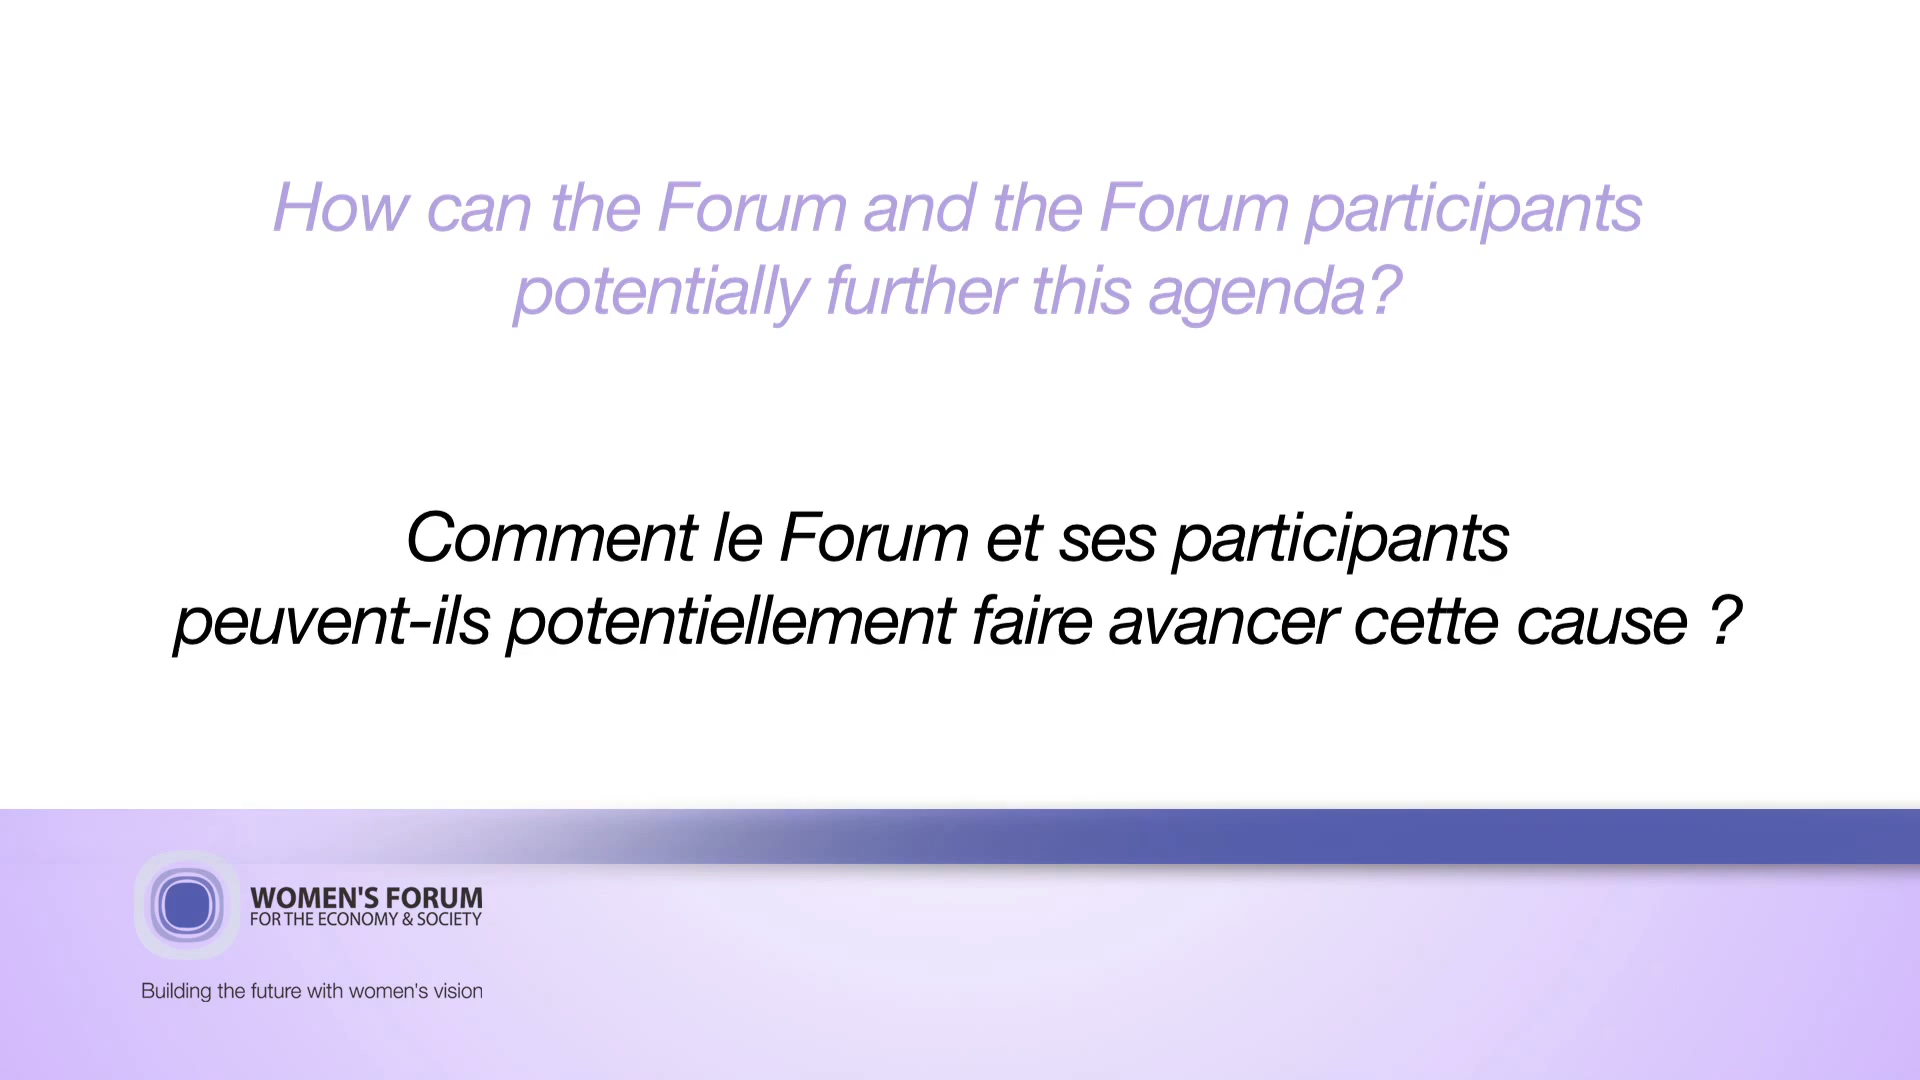 How can the Forum and the Forum participants
potentially further this agenda?
Comment le Forum et ses participants
peuvent-ils potentiellement faire avancer cette cause ?
WOMEN'S FORUM
FOR THE ECONOMY & SOCIETY
Building the future with women's vision